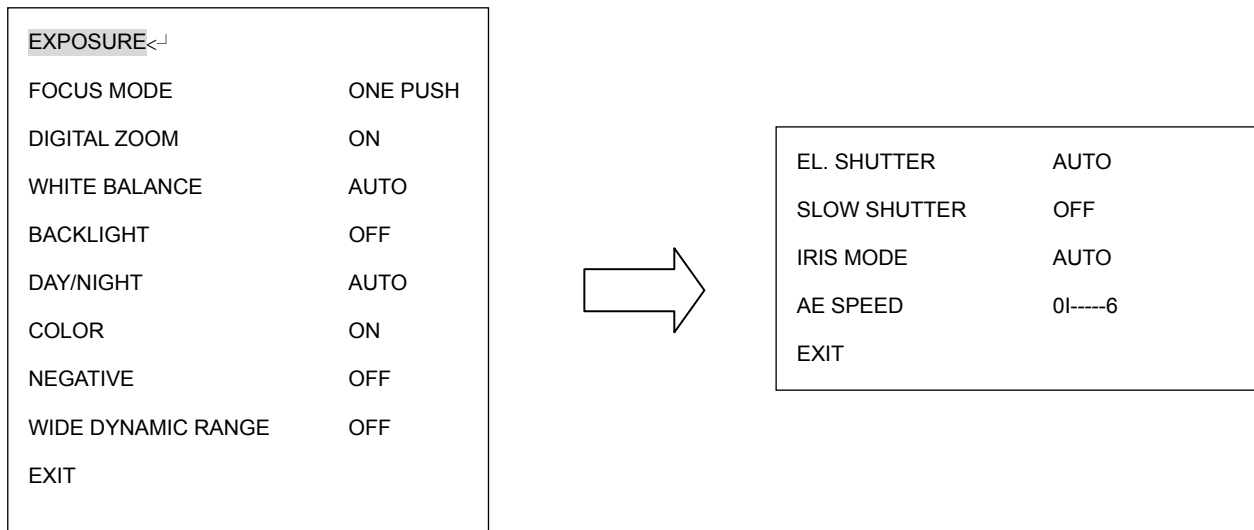 EXPOSURE<┘
FOCUS MODE ONE PUSH
DIGITAL ZOOM ON
WHITE BALANCE AUTO
BACKLIGHT OFF
DAY/NIGHT AUTO
COLOR ON
NEGATIVE OFF
WIDE DYNAMIC RANGE OFF
EXIT
EL. SHUTTER AUTO
SLOW SHUTTER OFF
IRIS MODE AUTO
AE SPEED 0I-----6
EXIT